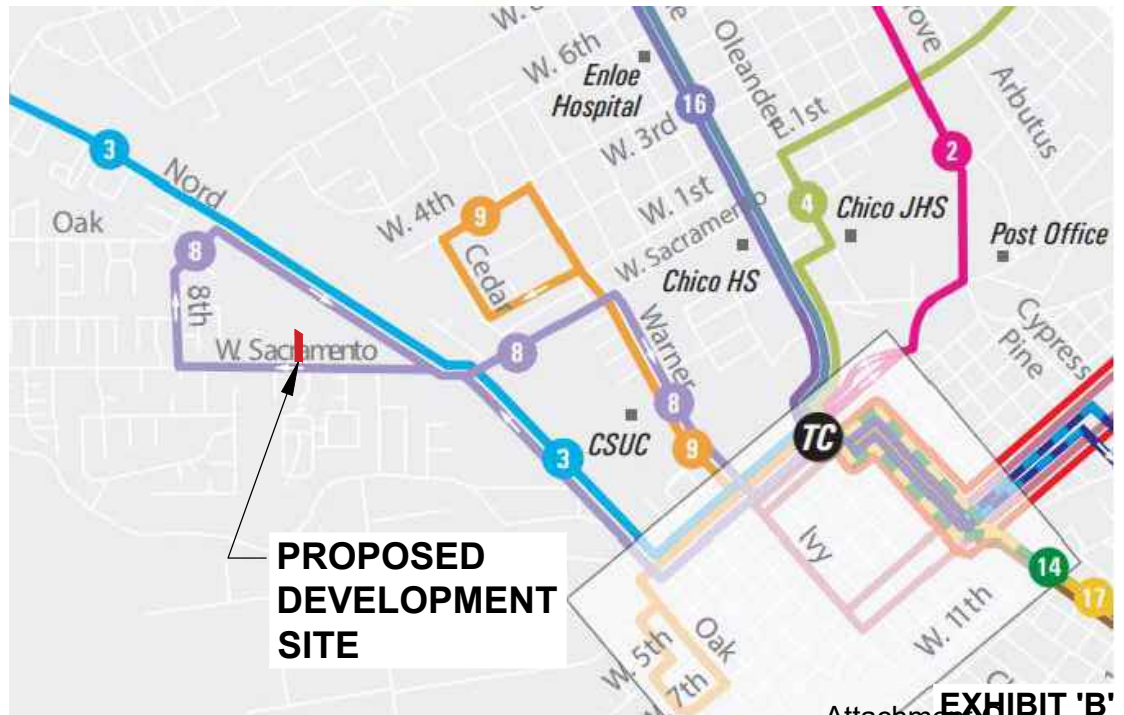 W. 6th
Enloe
Hospital
Oleander
16
W. 3rd
E. 1st
Arbutus
2
3
Nord
Oak
W. 4th
9
W. 1st
4
Chico JHS
Post Office
8
8th
Cedar
W. Sacramento
Chico HS
Cypress
Pine
W. Sacramento
8
Warner
8
CSUC
3
9
TC
Ivy
14
17
W. 11th
PROPOSED
DEVELOPMENT
SITE
Oak
W. 5th
7th
W.
EXHIBIT 'B'